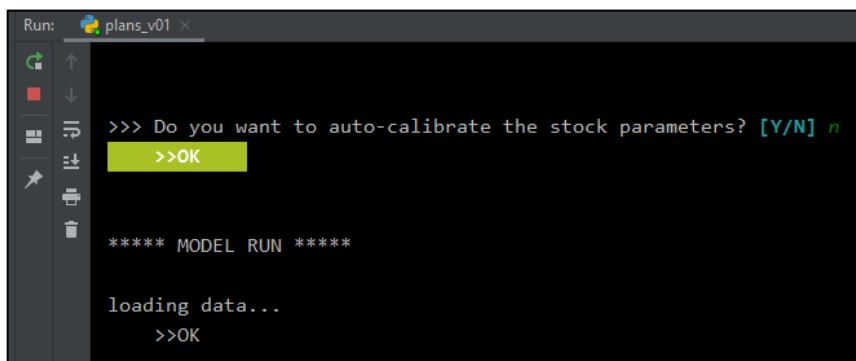 Run: plans_v01
>>> Do you want to auto-calibrate the stock parameters? [Y/N] n
>>OK
***** MODEL RUN *****
loading data...
>>OK